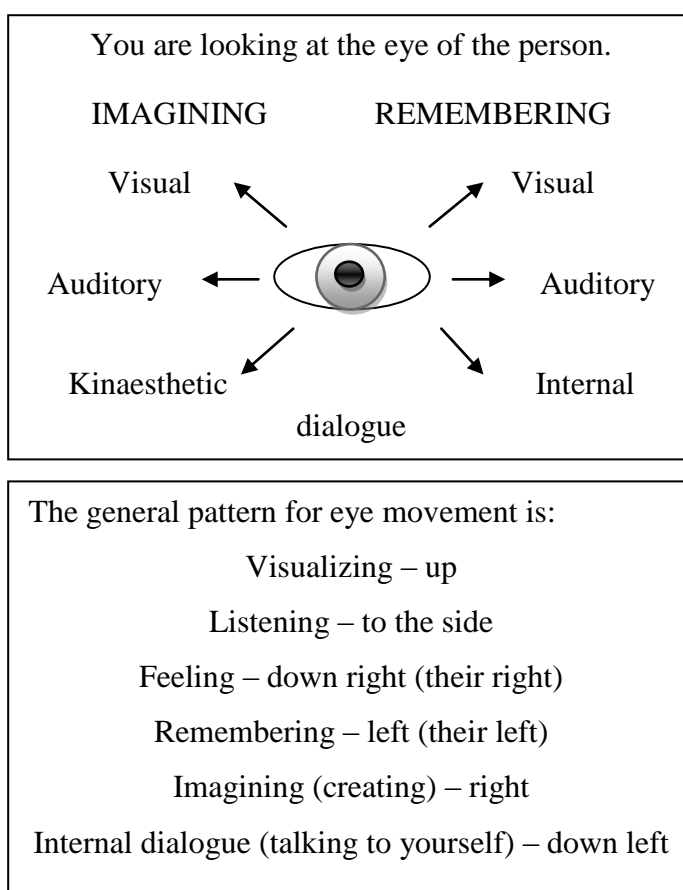 You are looking at the eye of the person.
IMAGINING REMEMBERING
Visual Visual
Auditory Auditory
Kinaesthetic Internal
dialogue
The general pattern for eye movement is:
Visualizing – up
Listening – to the side
Feeling – down right (their right)
Remembering – left (their left)
Imagining (creating) – right
Internal dialogue (talking to yourself) – down left